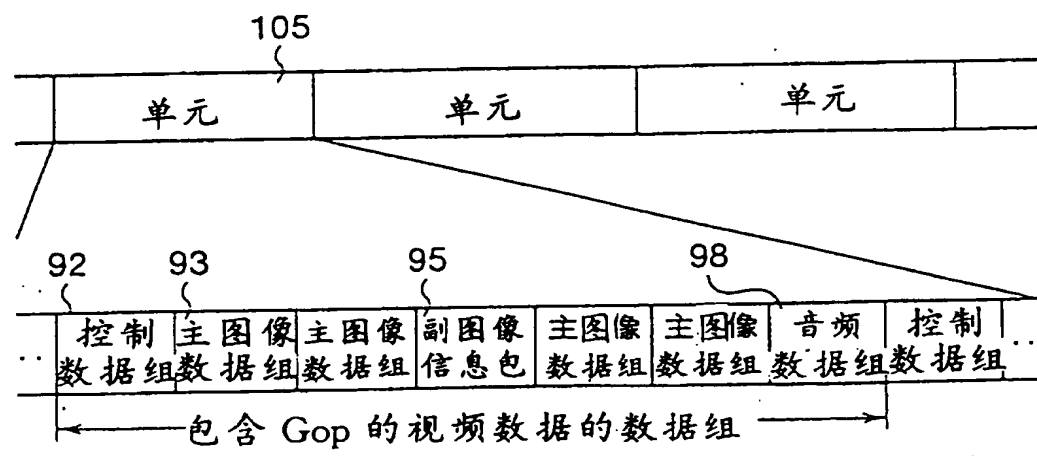 105
单元 单元 单元
92 93 95 98
控制 主图像 主图像 副图像 主图像 主图像 音频 控制
数据组 数据组 数据组 信息包 数据组 数据组 数据组 数据组
包含 Gop 的视频数据的数据组